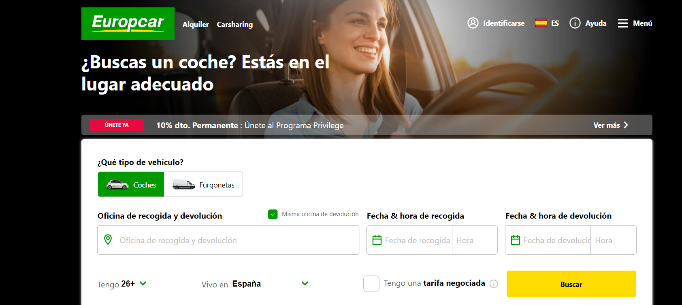 Europcar
Alquiler Carsharing
Identificarse ES Ayuda Menú
¿Buscas un coche? Estás en el
lugar adecuado
ÚNETE YA 10% dto. Permanente : Únete al Programa Privilege Ver más
¿Qué tipo de vehículo?
Coches Furgonetas
Oficina de recogida y devolución Misma oficina de devolución Fecha & hora de recogida Fecha & hora de devolución
Oficina de recogida y devolución Fecha de recogida Hora Fecha de devolución Hora
Tengo 26+ Vivo en España Tengo una tarifa negociada Buscar